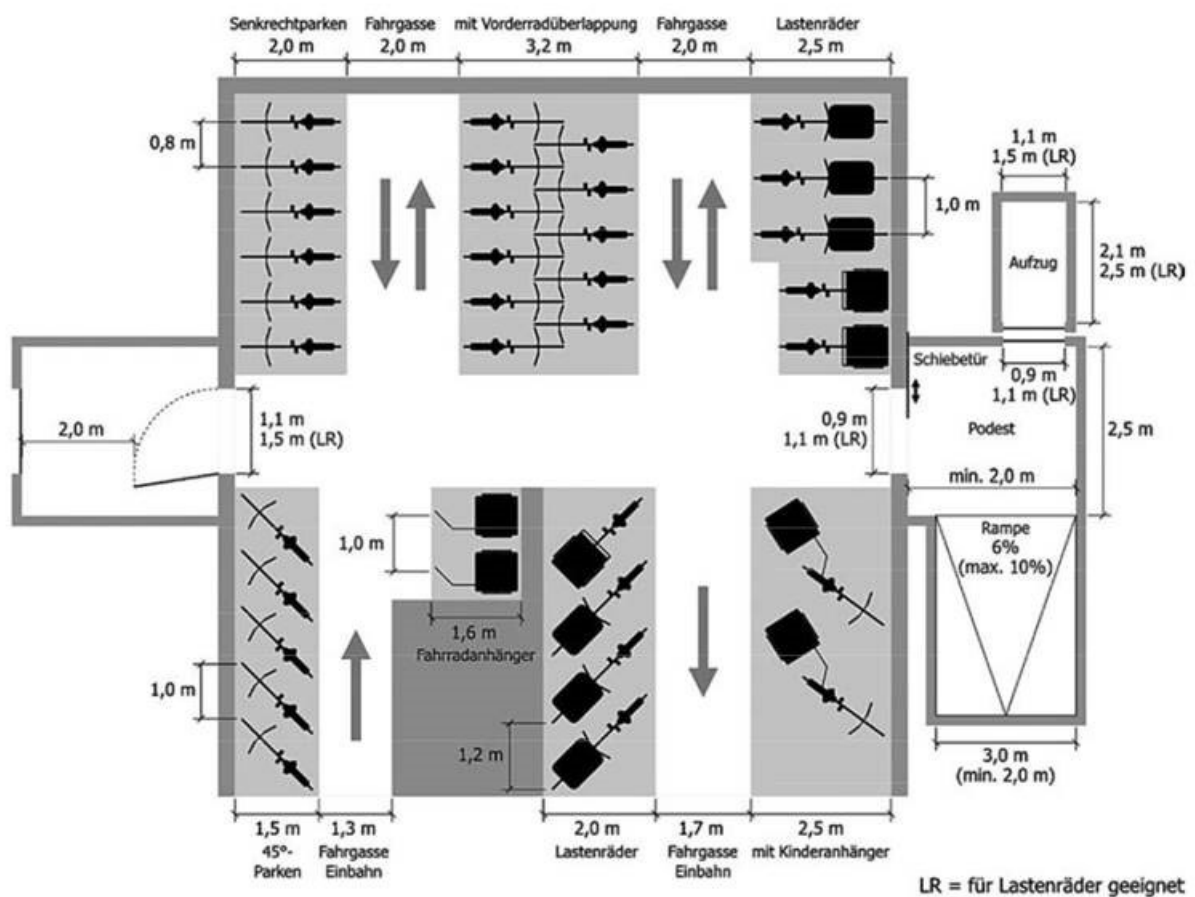 Senkrechtparken
2,0 m
Fahrgasse
2,0 m
mit Vorderradüberlappung
3,2 m
Fahrgasse
2,0 m
Lastenräder
2,5 m
0,8 m
1,0 m
1,1 m
1,5 m (LR)
Aufzug
2,1 m
2,5 m (LR)
Schiebetür
0,9 m
1,1 m (LR)
2,0 m
1,1 m
1,5 m (LR)
0,9 m
1,1 m (LR)
Podest
2,5 m
min. 2,0 m
1,0 m
Rampe
6%
(max. 10%)
1,6 m
Fahrradanhänger
1,0 m
1,2 m
3,0 m
(min. 2,0 m)
1,5 m
45°-
Parken
1,3 m
Fahrgasse
Einbahn
2,0 m
Lastenräder
1,7 m
Fahrgasse
Einbahn
2,5 m
mit Kinderanhänger
LR = für Lastenräder geeignet